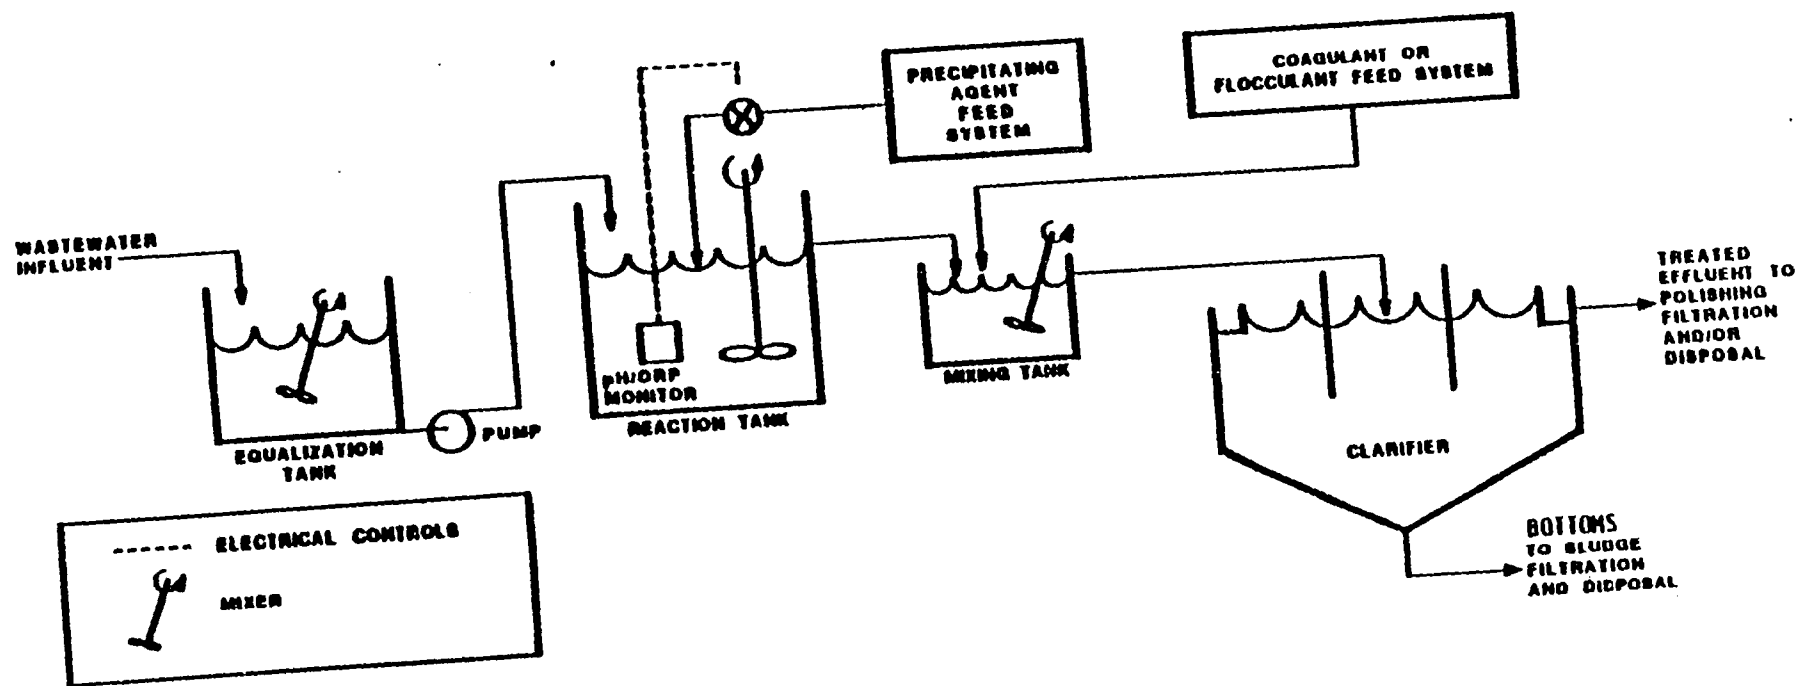 PRECIPITATING
AGENT
FEED
SYSTEM
COAGULANT OR
FLOCCULANT FEED SYSTEM
WASTEWATER
INFLUENT
TREATED
EFFLUENT TO
POLISHING
FILTRATION
AND/OR
DISPOSAL
pH/ORP
MONITOR
MIXING TANK
REACTION TANK
PUMP
EQUALIZATION
TANK
CLARIFIER
BOTTOMS
TO SLUDGE
FILTRATION
AND DISPOSAL
ELECTRICAL CONTROLS
MIXER